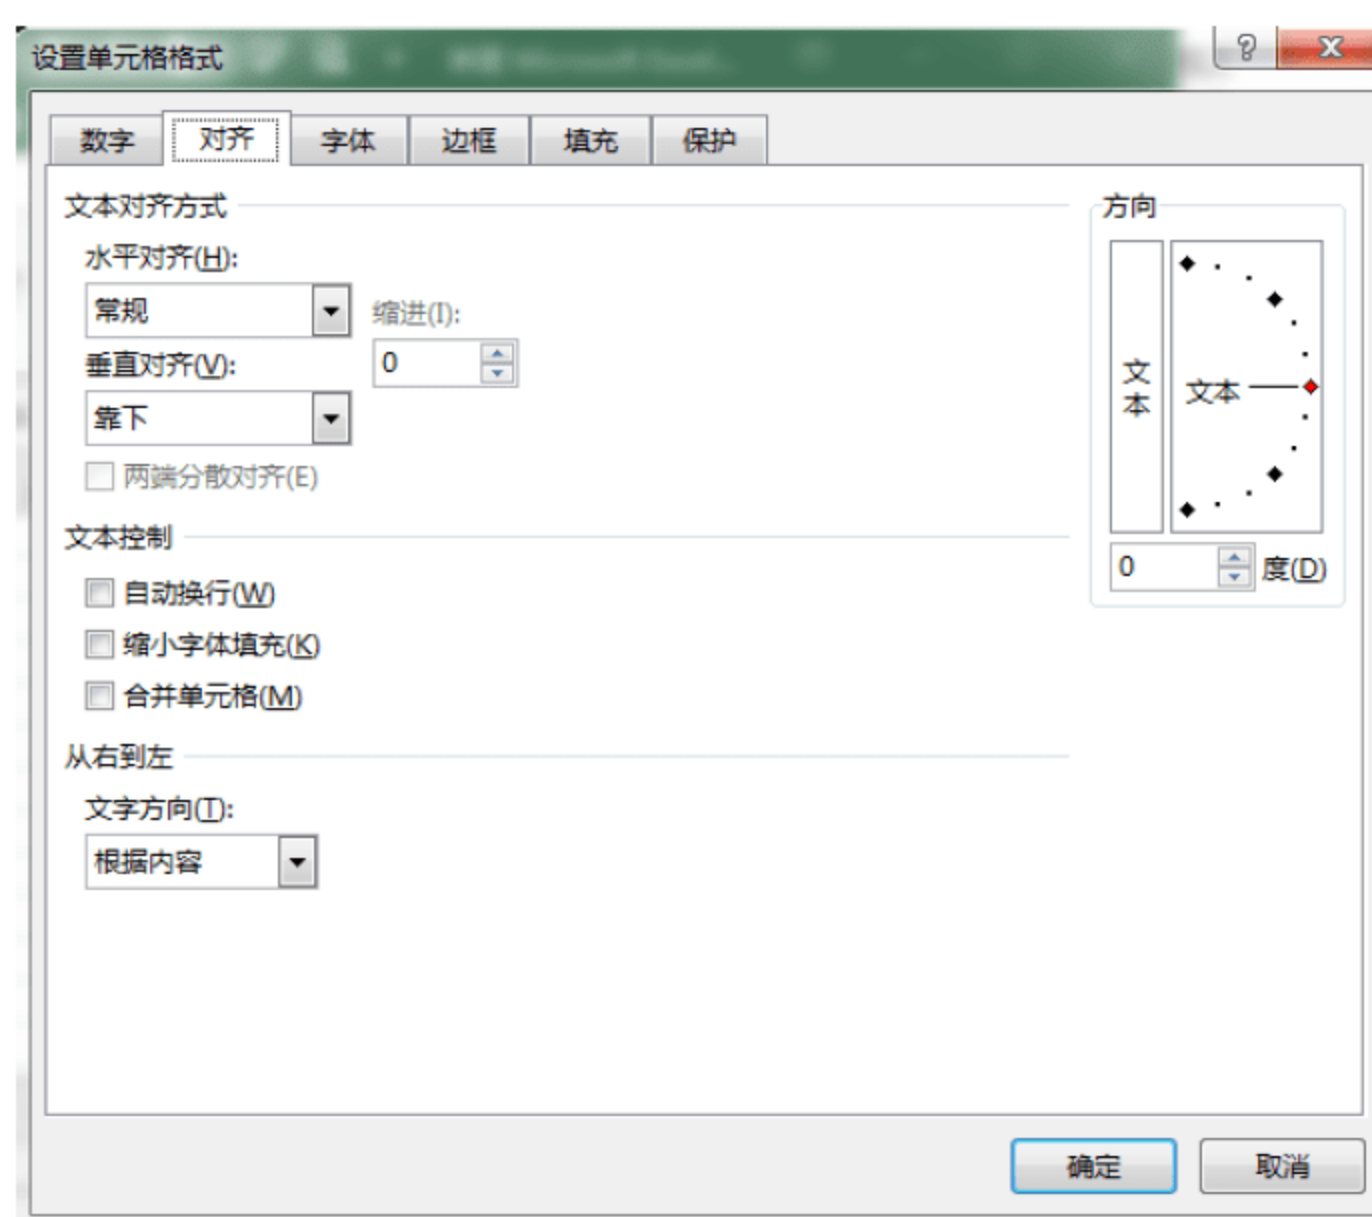 设置单元格格式
数字 对齐 字体 边框 填充 保护
文本对齐方式
水平对齐(H):
常规
缩进(I):
垂直对齐(V):
0
靠下
两端分散对齐(E)
文本控制
自动换行(W)
缩小字体填充(K)
合并单元格(M)
从右到左
文字方向(T):
根据内容
方向
文本
文本
0 度(D)
确定 取消